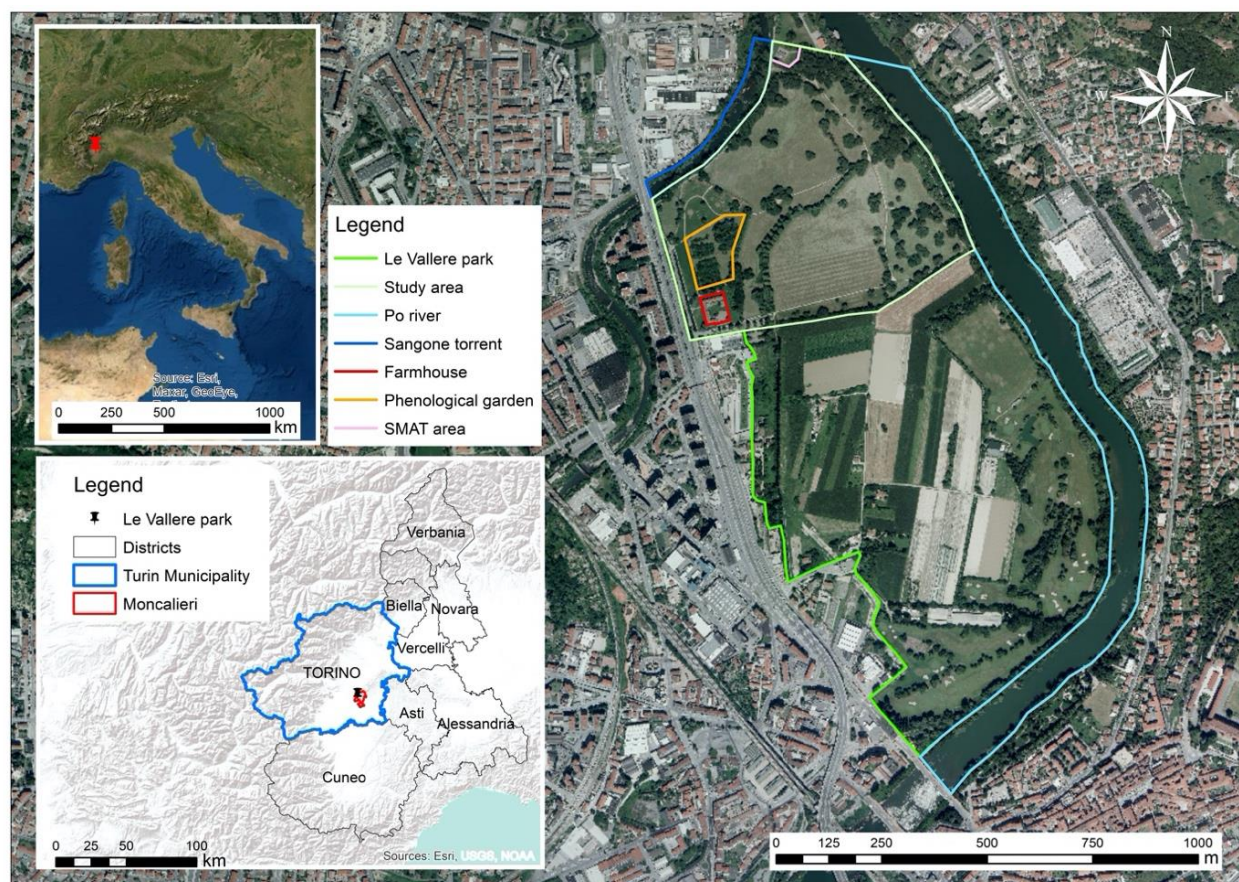 Source: Esri,
Maxar, GeoEye,
0 250 500 1000
km
Legend
Le Vallere park
Study area
Po river
Sangone torrent
Farmhouse
Phenological garden
SMAT area
N
W E
S
Legend
Le Vallere park
Districts
Turin Municipality
Moncalieri
Verbania
Biella
Novara
Vercelli
TORINO
Asti
Alessandria
Cuneo
0 25 50 100
km
Sources: Esri, USGS, NOAA
0 125 250 500 750 1000
m